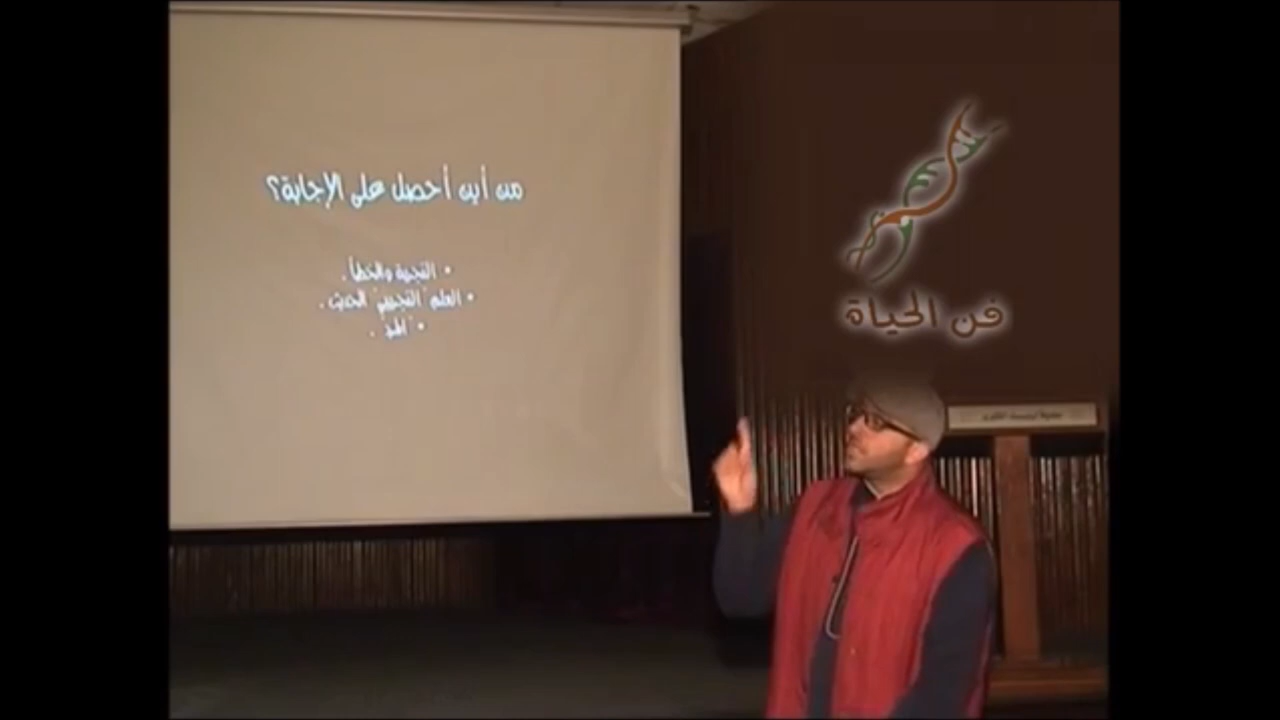 من أين أحصل على الإجابة؟
• التجربة والخطأ .
• العلم "التجريبي" الحديث .
فن الحياة